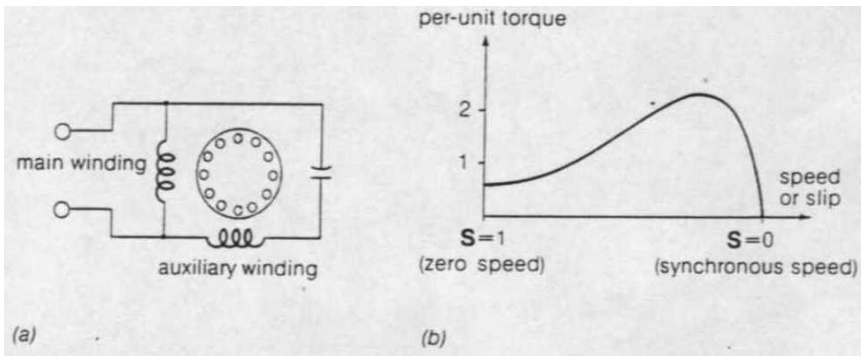 per-unit torque
2
1
main winding
auxiliary winding
speed
or slip
S=1
S=0
(zero speed)
(synchronous speed)
(a)
(b)